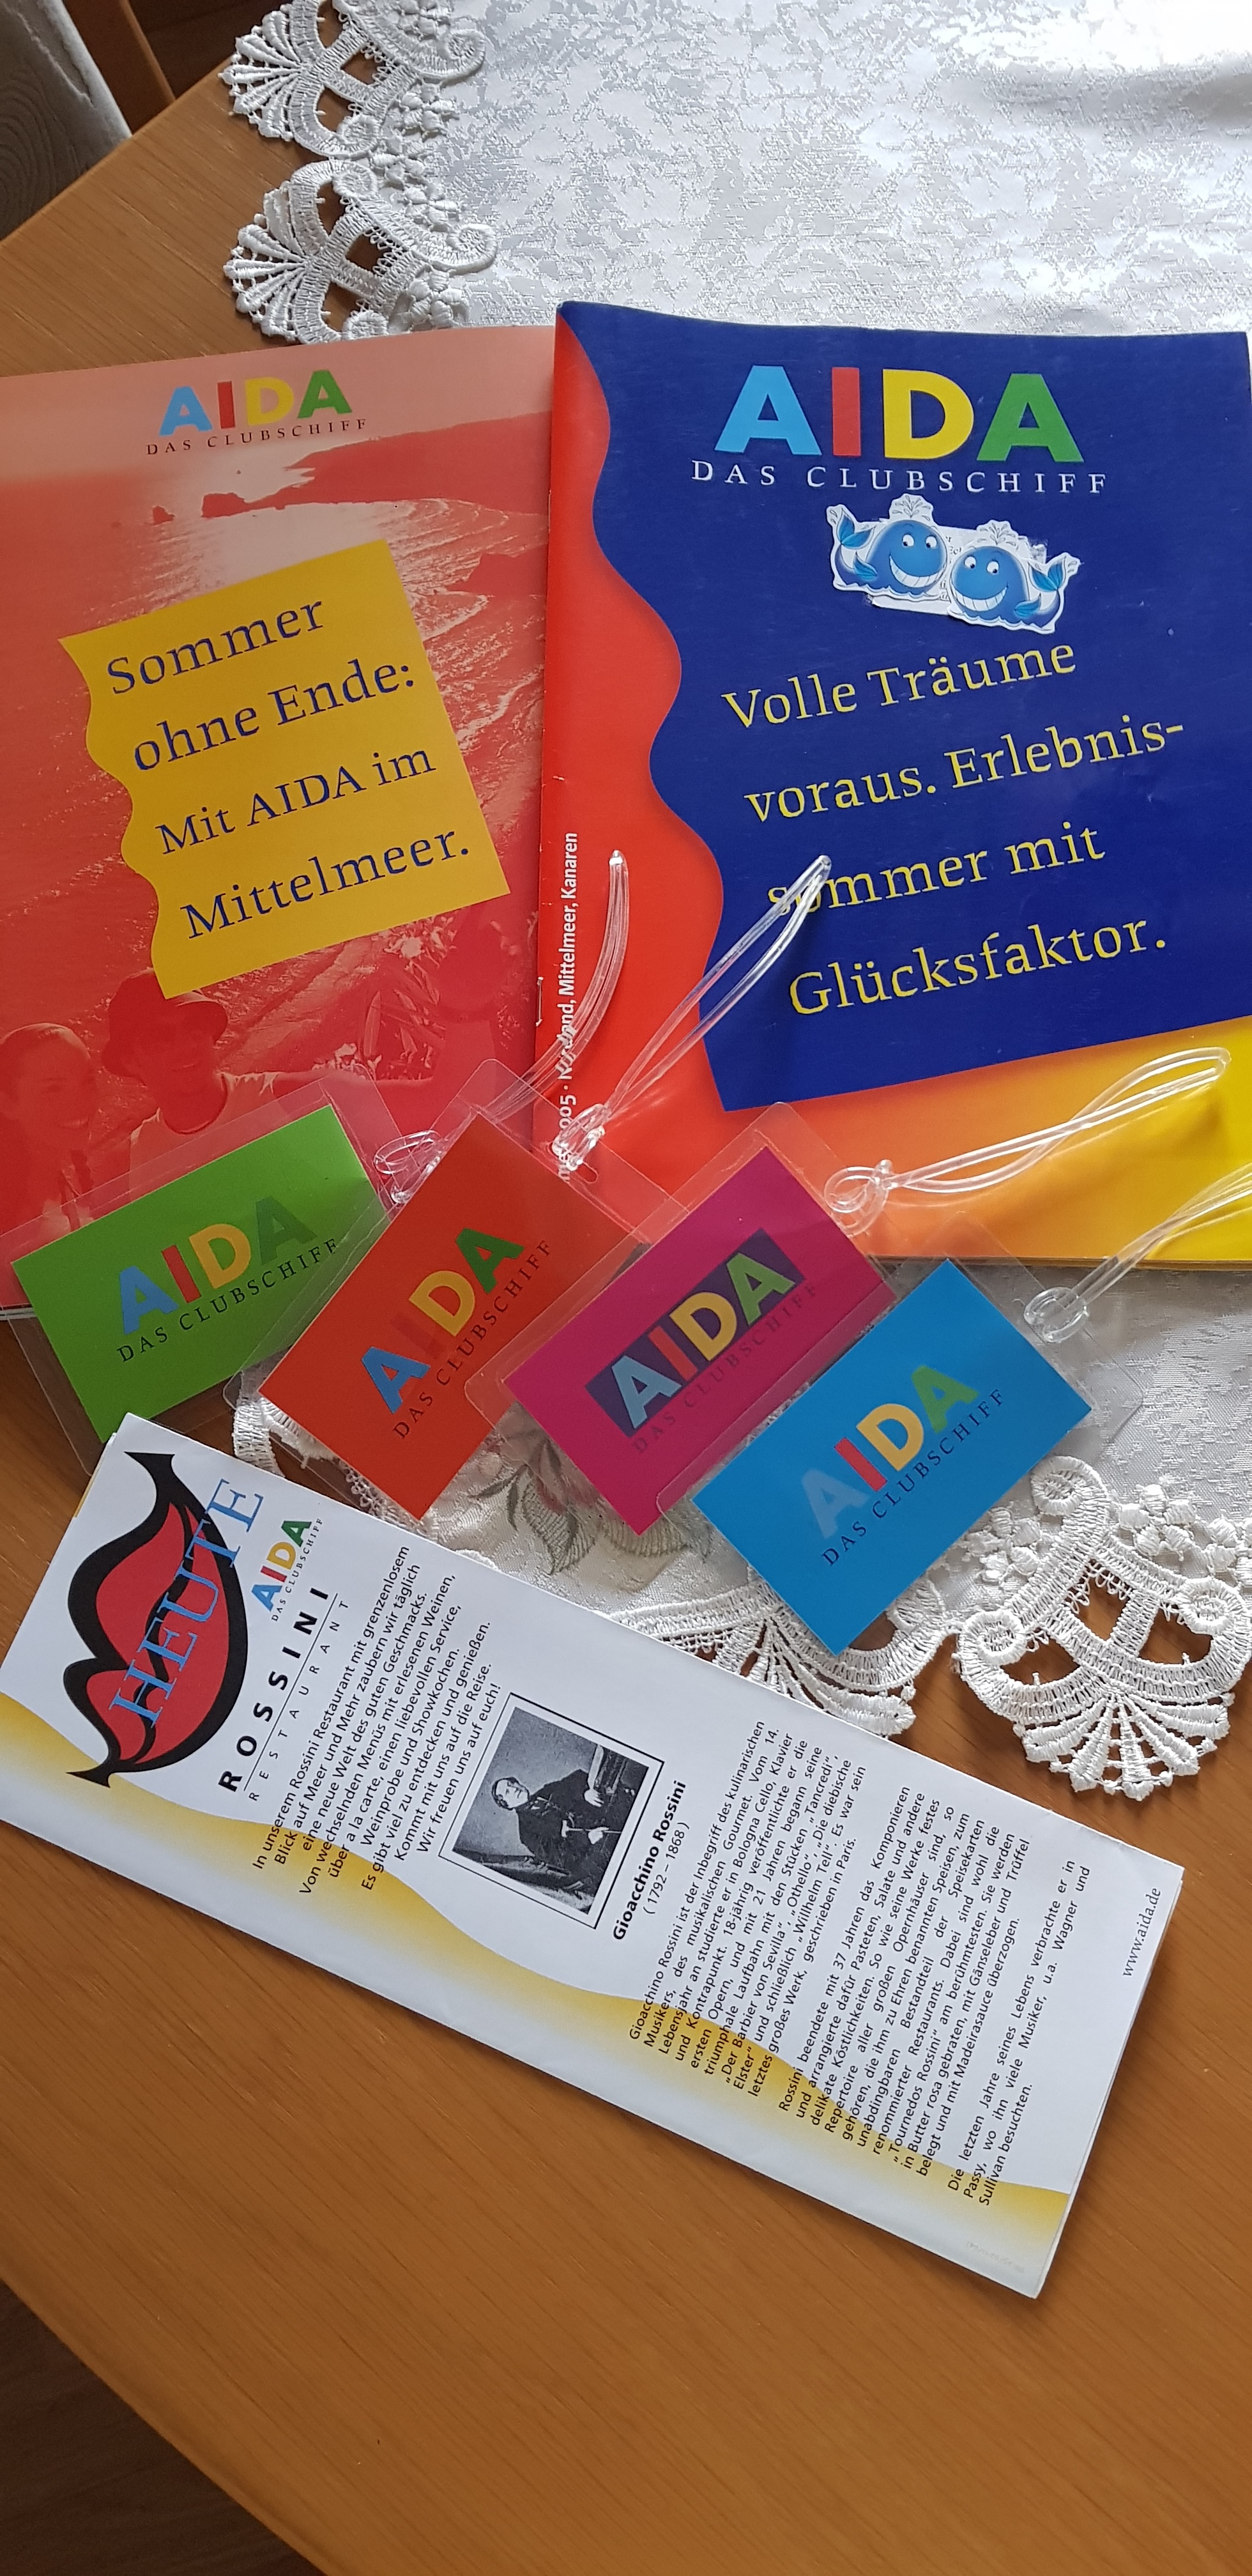 AIDA
DAS CLUBSCHIFF
Sommer
ohne Ende:
Mit AIDA im
Mittelmeer.
AIDA
DAS CLUBSCHIFF
Volle Träume
voraus. Erlebnis-
sommer mit
Glücksfaktor.
Nordland, Mittelmeer, Kanaren
AIDA
DAS CLUBSCHIFF
AIDA
DAS CLUBSCHIFF
AIDA
DAS CLUBSCHIFF
AIDA
DAS CLUBSCHIFF
HEUTE
AIDA
DAS CLUBSCHIFF
ROSSINI
RESTAURANT
In unserem Rossini Restaurant mit grenzenlosem
Blick auf Meer und Mehr zaubern wir täglich
eine neue Welt des guten Geschmacks.
Von wechselnden Menüs mit erlesenen Weinen,
über a la carte, einen liebevollen Service,
Weinprobe und Showkochen.
Es gibt viel zu entdecken und genießen.
Kommt mit uns auf die Reise.
Wir freuen uns auf euch!
Gioacchino Rossini
(1792 – 1868)
Gioacchino Rossini ist der Inbegriff des kulinarischen
Musikers, des musikalischen Gourmet. Vom 14.
Lebensjahr an studierte er in Bologna Cello, Klavier
und Kontrapunkt. 18-jährig veröffentlichte er die
ersten Opern, und mit 21 Jahren begann seine
triumphale Laufbahn mit den Stücken „Tancredi“,
„Der Barbier von Sevilla“, „Othello“, „Die diebische
Elster“ und schließlich „Wilhelm Tell“. Es war sein
letztes großes Werk, geschrieben in Paris.
Rossini beendete mit 37 Jahren das Komponieren
und arrangierte dafür Pasteten, Salate und andere
delikate Köstlichkeiten. So wie seine Werke festes
Repertoire aller großen Opernhäuser sind, so
gehören, die ihm zu Ehren benannten Speisen, zum
unabdingbaren Bestandteil der Speisekarten
renommierter Restaurants. Dabei sind wohl die
„Tournedos Rossini“ am berühmtesten. Sie werden
in Butter rosa gebraten, mit Gänseleber und Trüffel
belegt und mit Madeirasauce überzogen.
Die letzten Jahre seines Lebens verbrachte er in
Passy, wo ihn viele Musiker, u.a. Wagner und
Sullivan besuchten.
www.aida.de